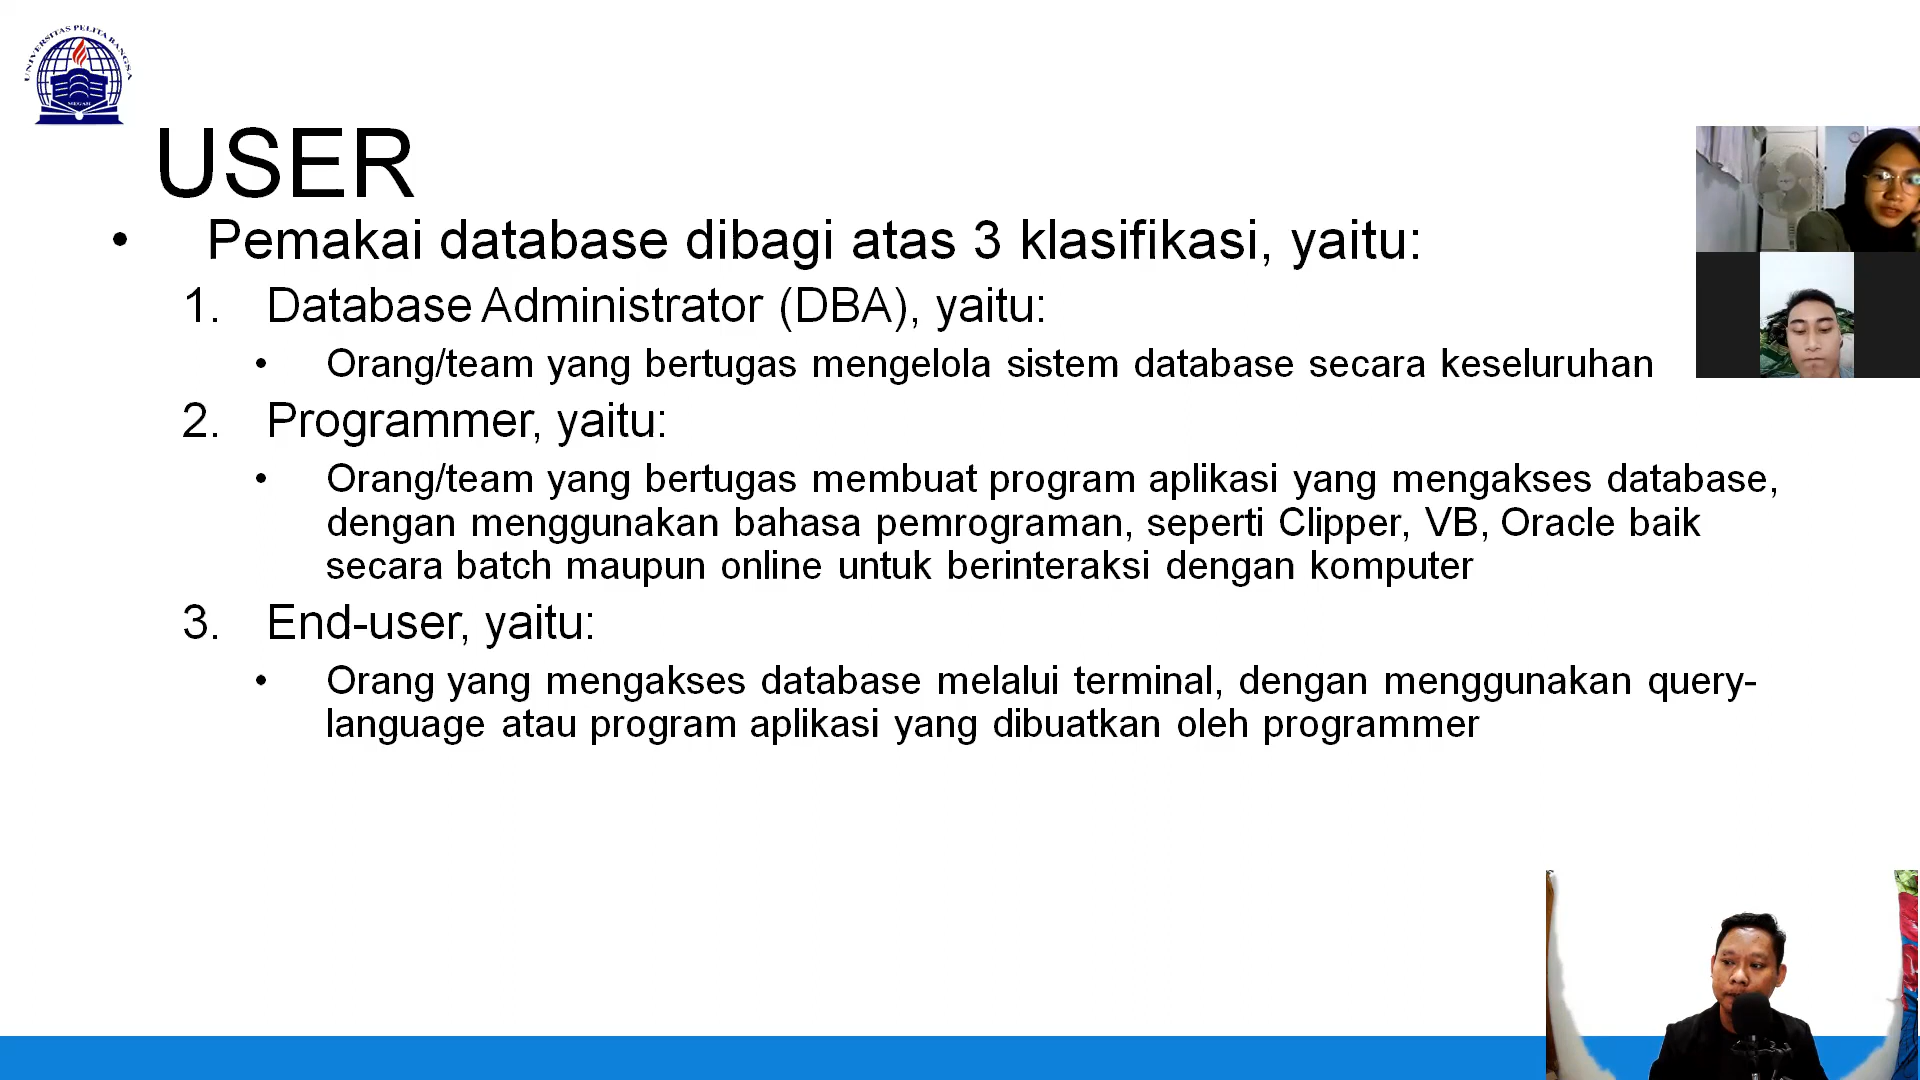 UNIVERSITAS PELITA BANGSA
USER
• Pemakai database dibagi atas 3 klasifikasi, yaitu:
1. Database Administrator (DBA), yaitu:
• Orang/team yang bertugas mengelola sistem database secara keseluruhan
2. Programmer, yaitu:
• Orang/team yang bertugas membuat program aplikasi yang mengakses database,
dengan menggunakan bahasa pemrograman, seperti Clipper, VB, Oracle baik
secara batch maupun online untuk berinteraksi dengan komputer
3. End-user, yaitu:
• Orang yang mengakses database melalui terminal, dengan menggunakan query-
language atau program aplikasi yang dibuatkan oleh programmer